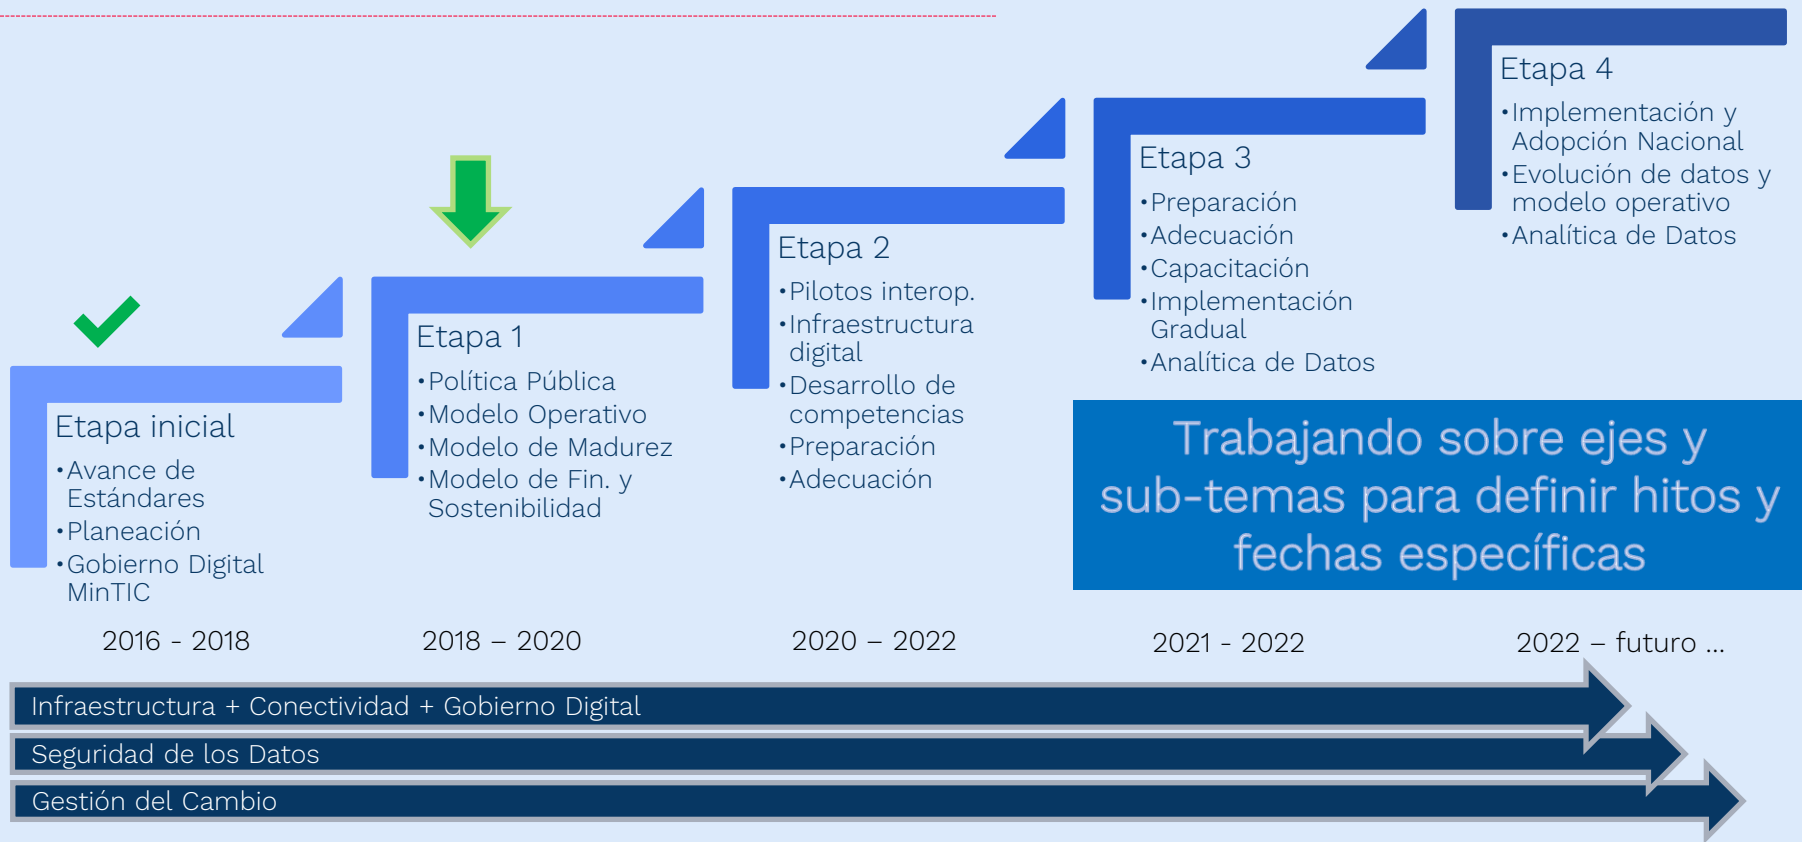 Etapa inicial
•Avance de
Estándares
•Planeación
•Gobierno Digital
MinTIC
Etapa 1
•Política Pública
•Modelo Operativo
•Modelo de Madurez
•Modelo de Fin. y
Sostenibilidad
Etapa 2
•Pilotos interop.
•Infraestructura
digital
•Desarrollo de
competencias
•Preparación
•Adecuación
Etapa 3
•Preparación
•Adecuación
•Capacitación
•Implementación
Gradual
•Analítica de Datos
Etapa 4
•Implementación y
Adopción Nacional
•Evolución de datos y
modelo operativo
•Analítica de Datos
Trabajando sobre ejes y
sub-temas para definir hitos y
fechas específicas
2016 - 2018
2018 – 2020
2020 – 2022
2021 - 2022
2022 – futuro ...
Infraestructura + Conectividad + Gobierno Digital
Seguridad de los Datos
Gestión del Cambio